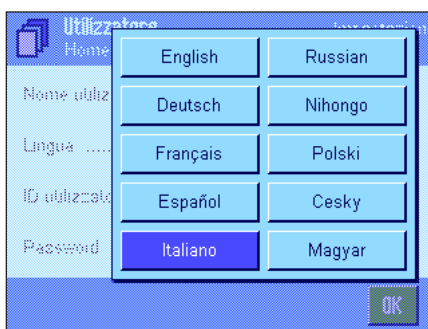 Utilizzatore
Home
English Russian
Nome utiliz
Deutsch Nihongo
Lingua .....
Français Polski
ID utilizzato
Español Cesky
Password
Italiano Magyar
OK